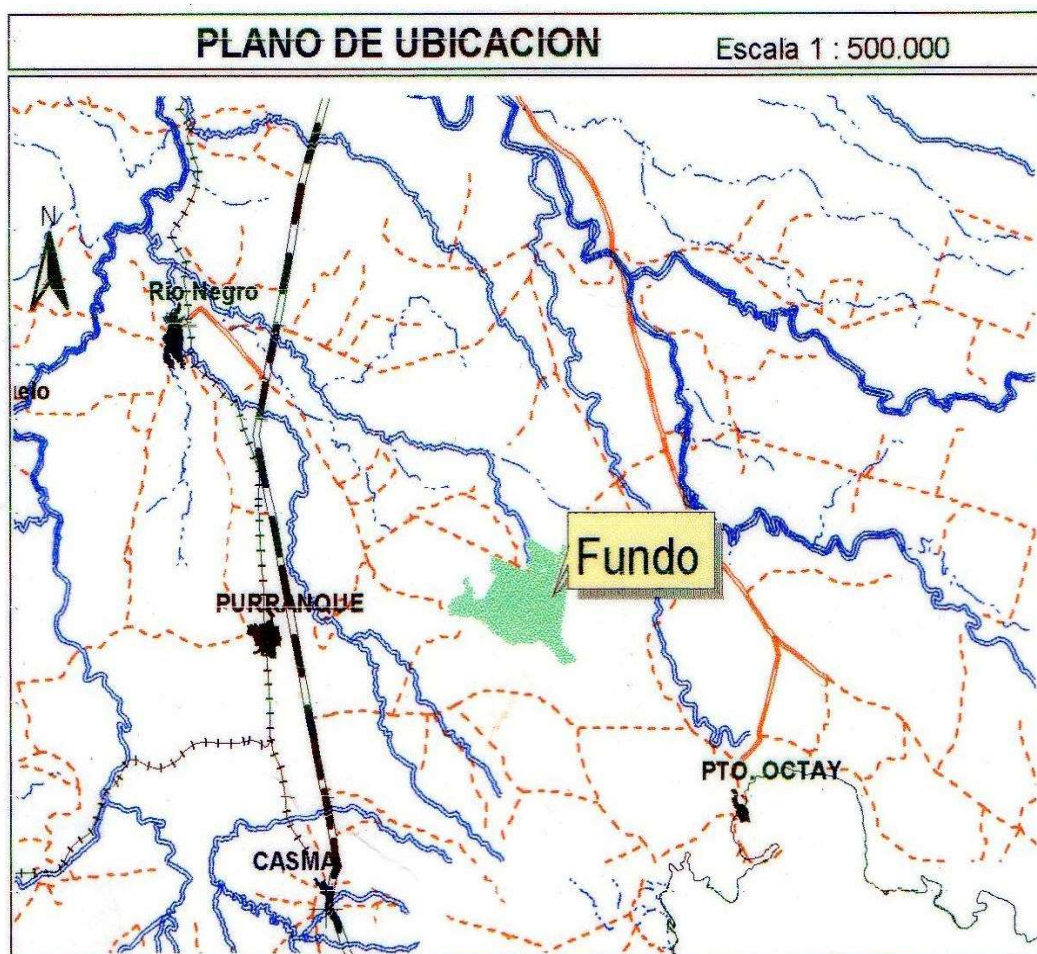 PLANO DE UBICACION Escala 1 : 500.000
N
Rio Negro
Fundo
PURRANQUE
PTO. OCTAY
CASMA